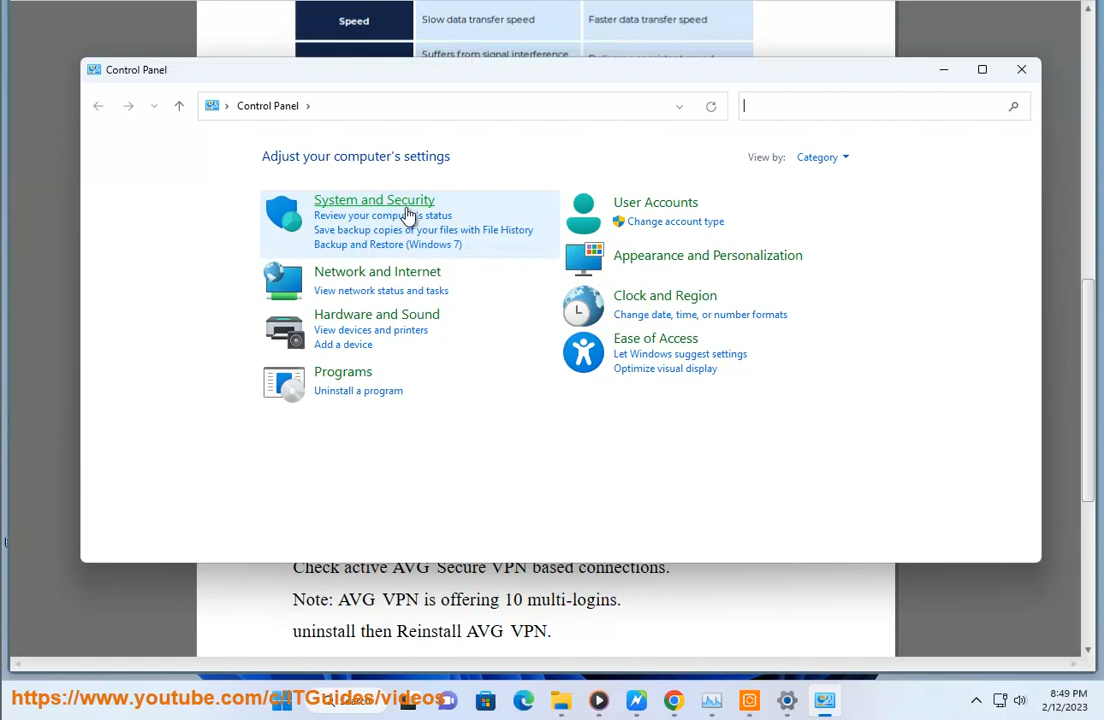 Speed
Slow data transfer speed
Faster data transfer speed
Suffers from signal interference
Control Panel
Control Panel
Adjust your computer's settings
View by:
Category
System and Security
Review your computer's status
Save backup copies of your files with File History
Backup and Restore (Windows 7)
Network and Internet
View network status and tasks
Hardware and Sound
View devices and printers
Add a device
Programs
Uninstall a program
User Accounts
Change account type
Appearance and Personalization
Clock and Region
Change date, time, or number formats
Ease of Access
Let Windows suggest settings
Optimize visual display
Check active AVG Secure VPN based connections.
Note: AVG VPN is offering 10 multi-logins.
uninstall then Reinstall AVG VPN.
https://www.youtube.com/c/ITGuides/videos
8:49 PM
2/12/2023